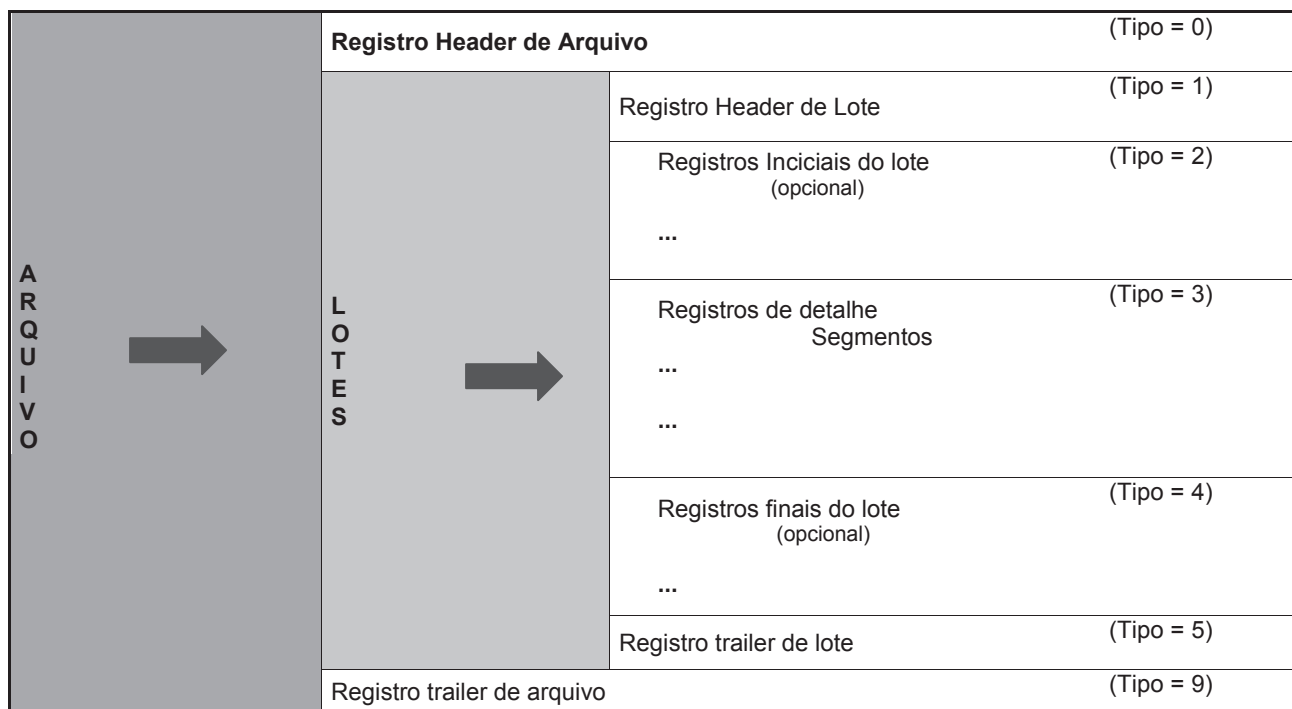 Registro Header de Arquivo (Tipo = 0)
Registro Header de Lote (Tipo = 1)
Registros Inciciais do lote (Tipo = 2)
(opcional)
...
Registros de detalhe (Tipo = 3)
Segmentos
...
...
Registros finais do lote (Tipo = 4)
(opcional)
...
Registro trailer de lote (Tipo = 5)
Registro trailer de arquivo (Tipo = 9)
A
R
Q
U
I
V
O
L
O
T
E
S